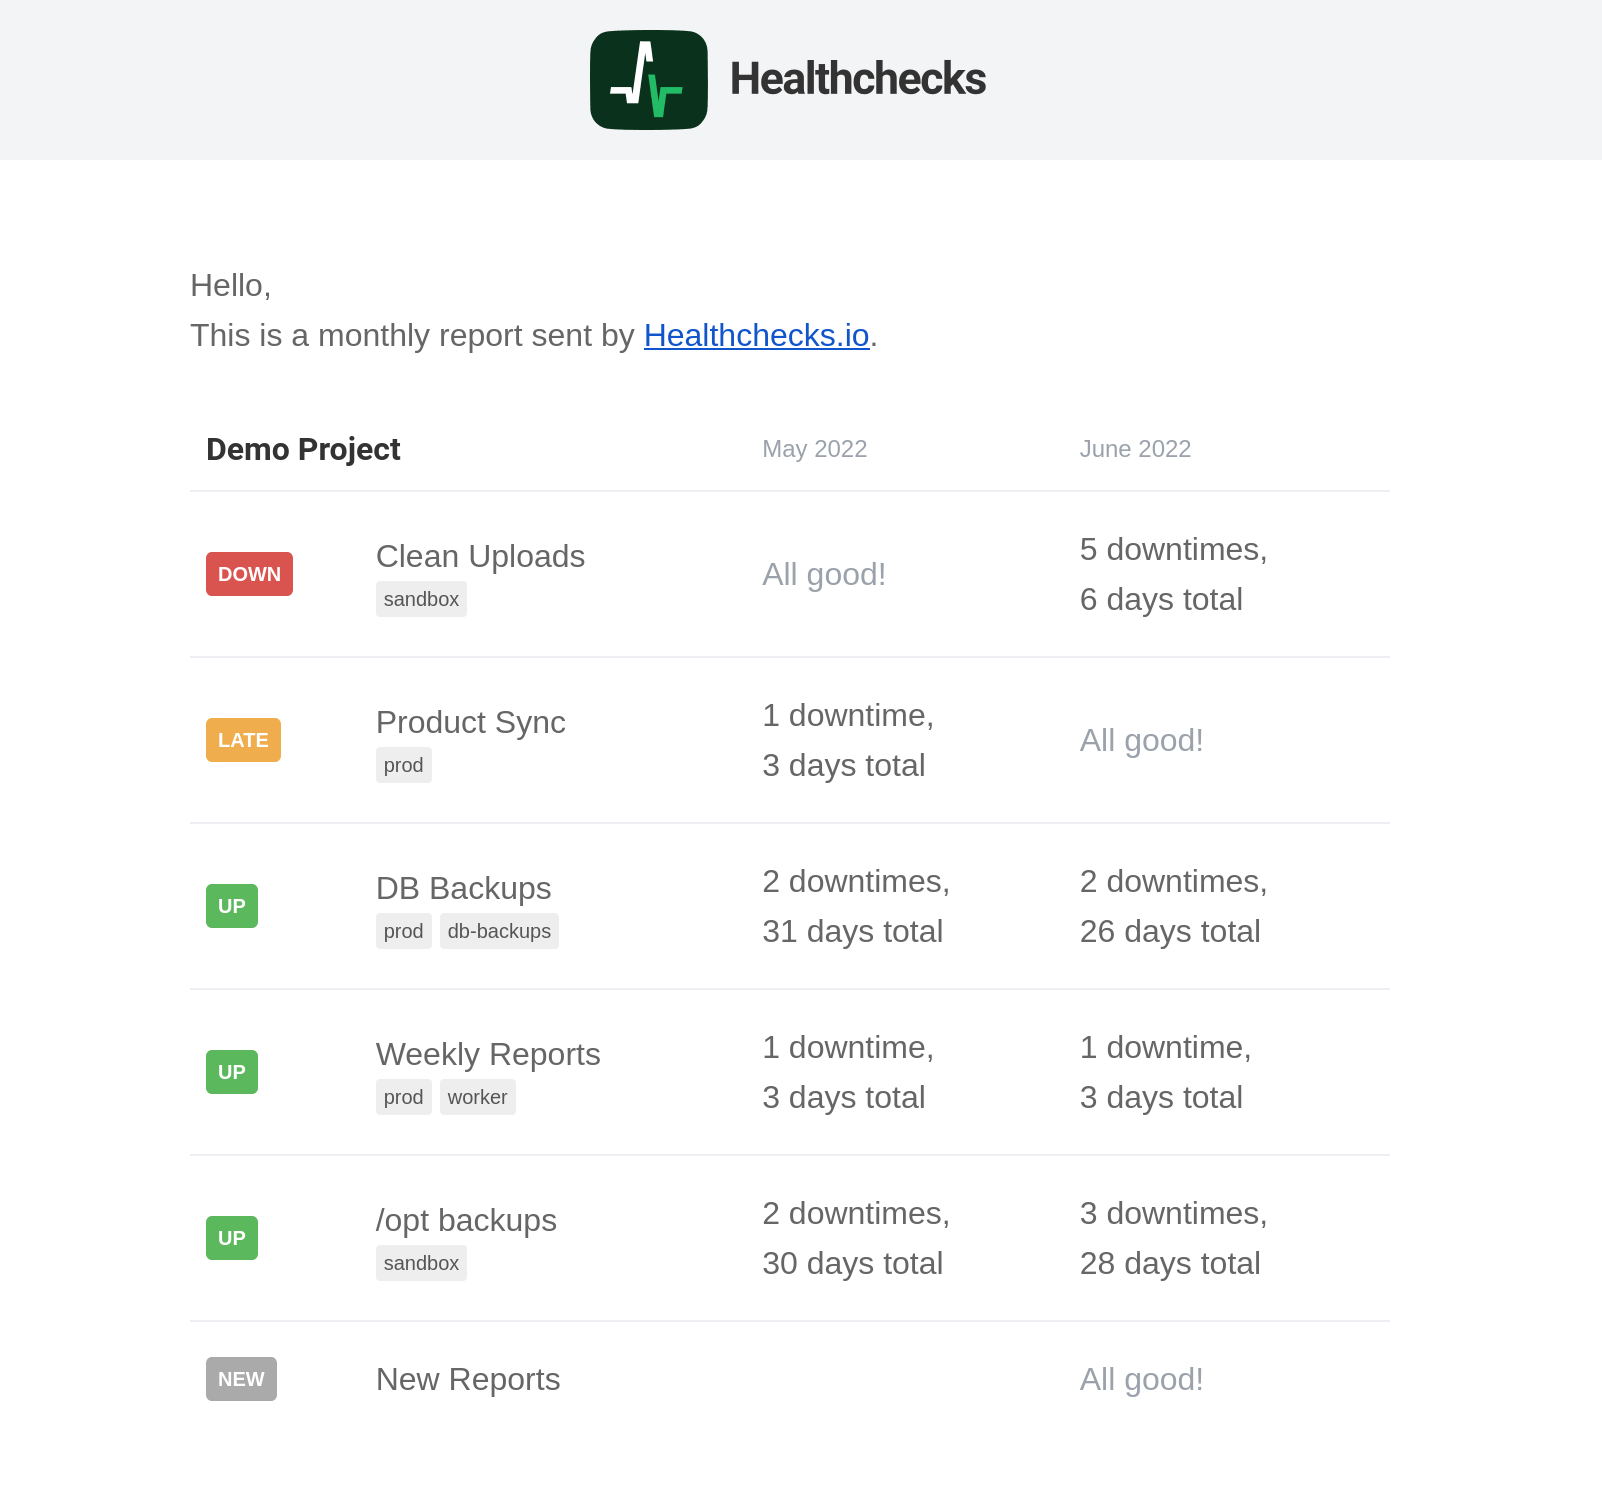 Healthchecks
Hello,
This is a monthly report sent by Healthchecks.io.
Demo Project May 2022 June 2022
DOWN Clean Uploads All good! 5 downtimes,
sandbox 6 days total
LATE Product Sync 1 downtime, All good!
prod 3 days total
UP DB Backups 2 downtimes, 2 downtimes,
prod db-backups 31 days total 26 days total
UP Weekly Reports 1 downtime, 1 downtime,
prod worker 3 days total 3 days total
UP /opt backups 2 downtimes, 3 downtimes,
sandbox 30 days total 28 days total
NEW New Reports All good!